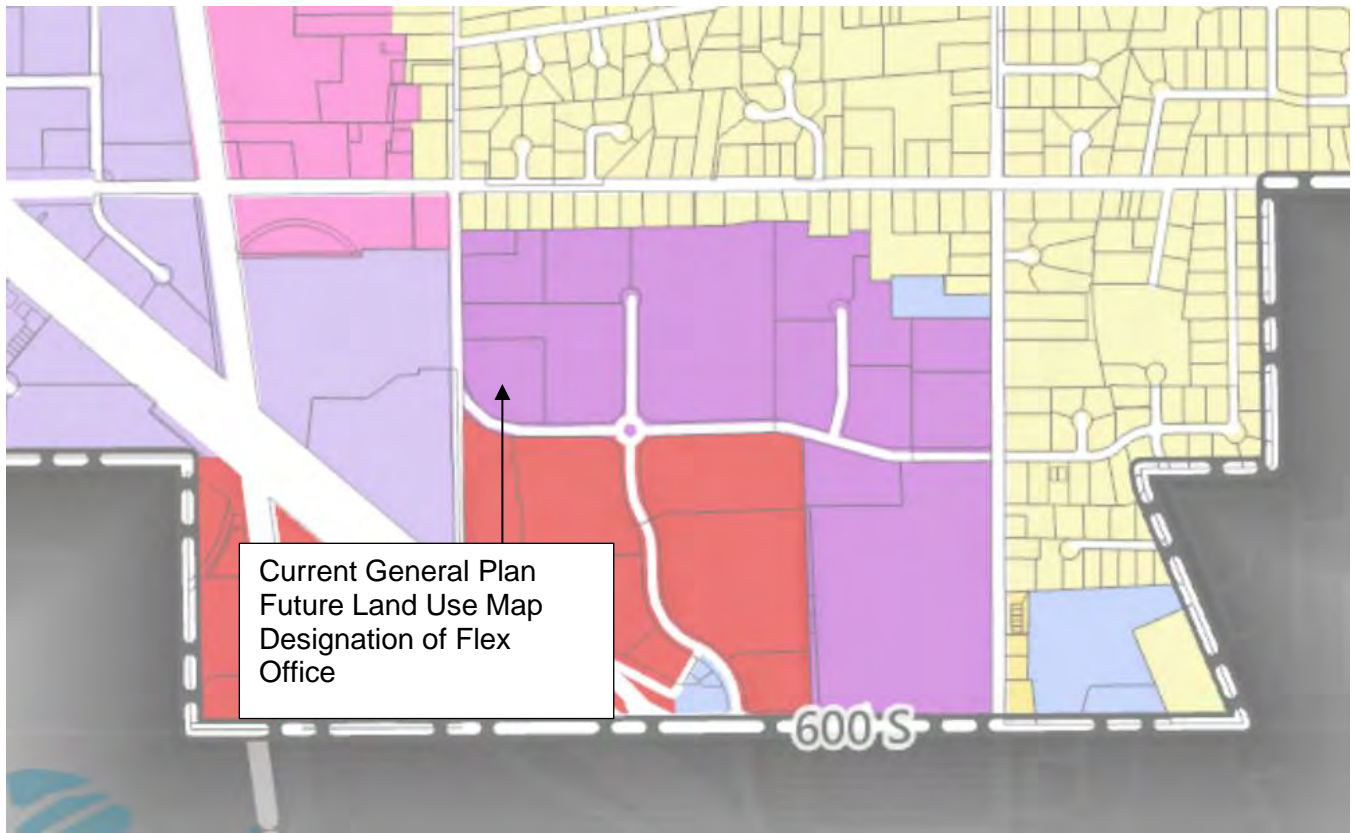 Current General Plan
Future Land Use Map
Designation of Flex
Office
600 S